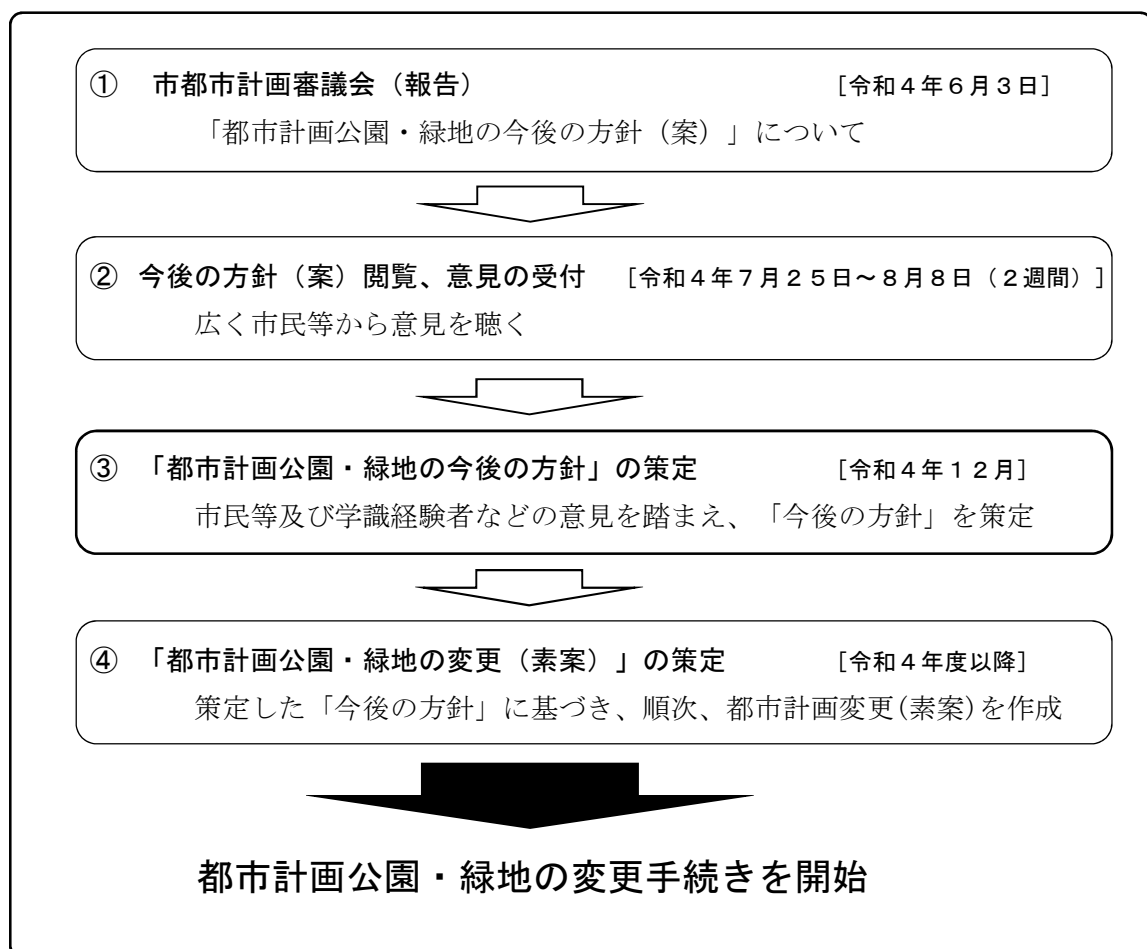 ① 市都市計画審議会（報告） ［令和４年６月３日］
「都市計画公園・緑地の今後の方針（案）」について
② 今後の方針（案）閲覧、意見の受付 ［令和４年７月２５日～８月８日（２週間）］
広く市民等から意見を聴く
③ 「都市計画公園・緑地の今後の方針」の策定 ［令和４年１２月］
市民等及び学識経験者などの意見を踏まえ、「今後の方針」を策定
④ 「都市計画公園・緑地の変更（素案）」の策定 ［令和４年度以降］
策定した「今後の方針」に基づき、順次、都市計画変更(素案)を作成
都市計画公園・緑地の変更手続きを開始